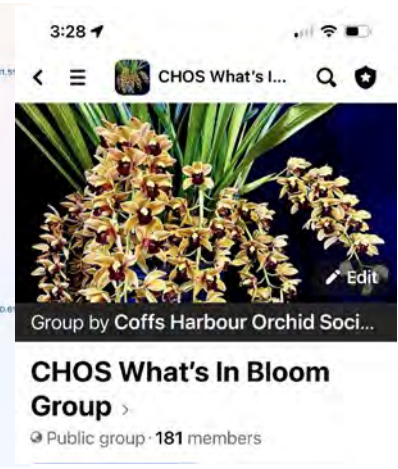 3:28
CHOS What's I...
Edit
Group by Coffs Harbour Orchid Soci...
CHOS What's In Bloom
Group >
Public group · 181 members